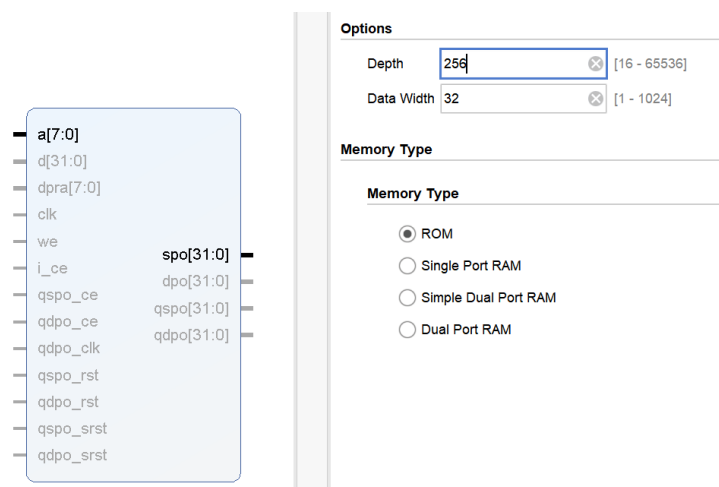 a[7:0]
d[31:0]
dpra[7:0]
clk
we
i_ce
qspo_ce
qdpo_ce
qdpo_clk
qspo_rst
qdpo_rst
qspo_srst
qdpo_srst
spo[31:0]
dpo[31:0]
qspo[31:0]
qdpo[31:0]
Options
Depth 256 [16 - 65536]
Data Width 32 [1 - 1024]
Memory Type
Memory Type
ROM
Single Port RAM
Simple Dual Port RAM
Dual Port RAM